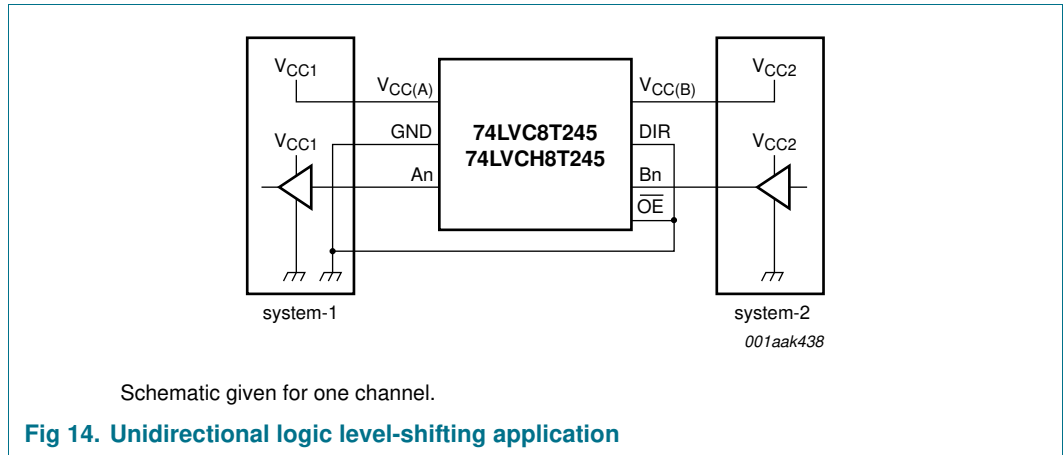 VCC1
VCC(A)
VCC(B)
VCC2
GND
74LVC8T245
DIR
VCC1
74LVCH8T245
VCC2
An
Bn
OE
system-1
system-2
001aak438
Schematic given for one channel.
Fig 14. Unidirectional logic level-shifting application